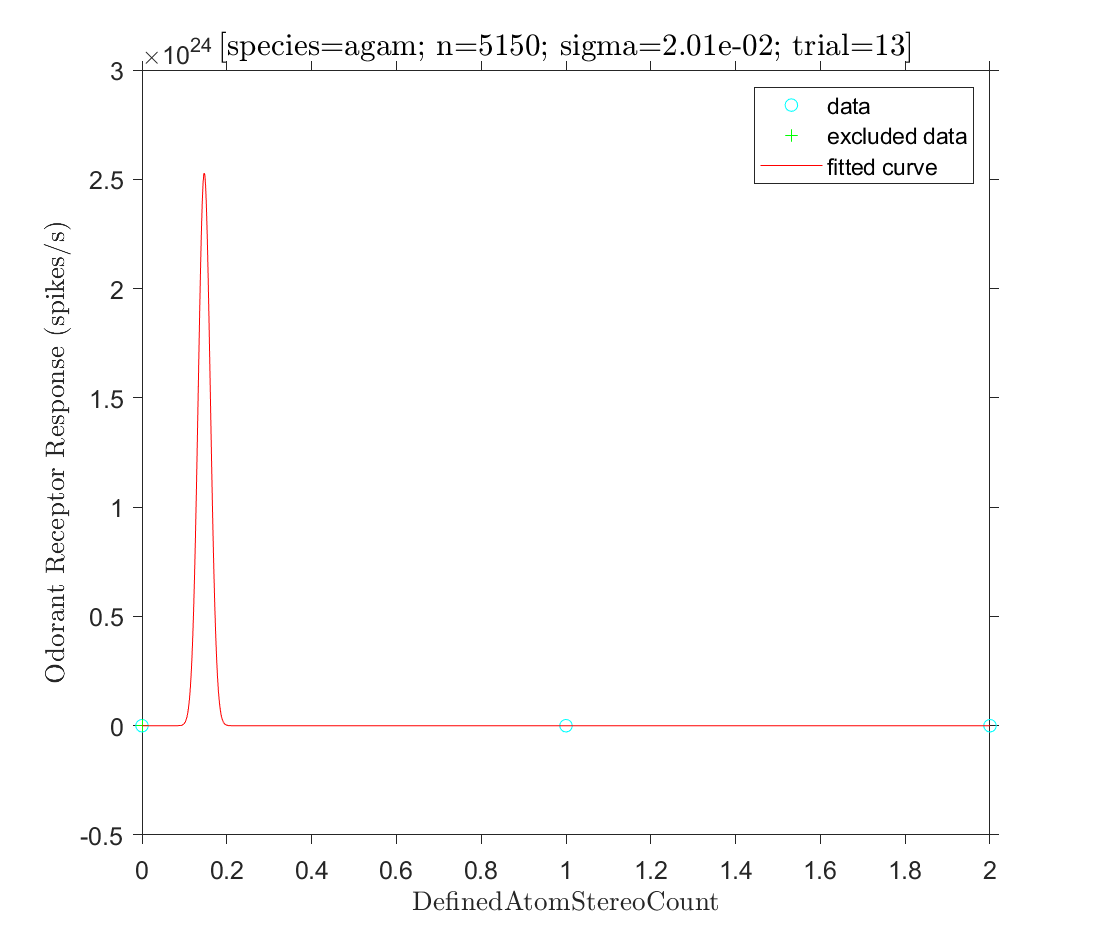 ×10^24 [species=agam; n=5150; sigma=2.01e-02; trial=13]
data
excluded data
fitted curve
3
2.5
2
1.5
1
0.5
0
-0.5
Odorant Receptor Response (spikes/s)
0 0.2 0.4 0.6 0.8 1 1.2 1.4 1.6 1.8 2
DefinedAtomStereoCount